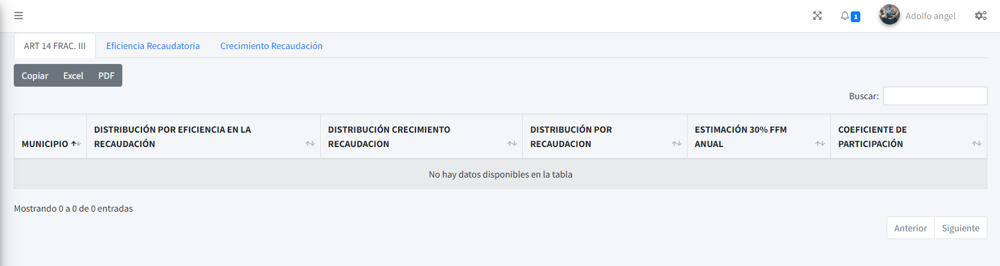 1
Adolfo angel
ART 14 FRAC. III
Eficiencia Recaudatoria
Crecimiento Recaudación
Copiar
Excel
PDF
Buscar:
MUNICIPIO
DISTRIBUCIÓN POR EFICIENCIA EN LA
RECAUDACIÓN
DISTRIBUCIÓN CRECIMIENTO
RECAUDACION
DISTRIBUCIÓN POR
RECAUDACION
ESTIMACIÓN 30% FFM
ANUAL
COEFICIENTE DE
PARTICIPACIÓN
No hay datos disponibles en la tabla
Mostrando 0 a 0 de 0 entradas
Anterior
Siguiente